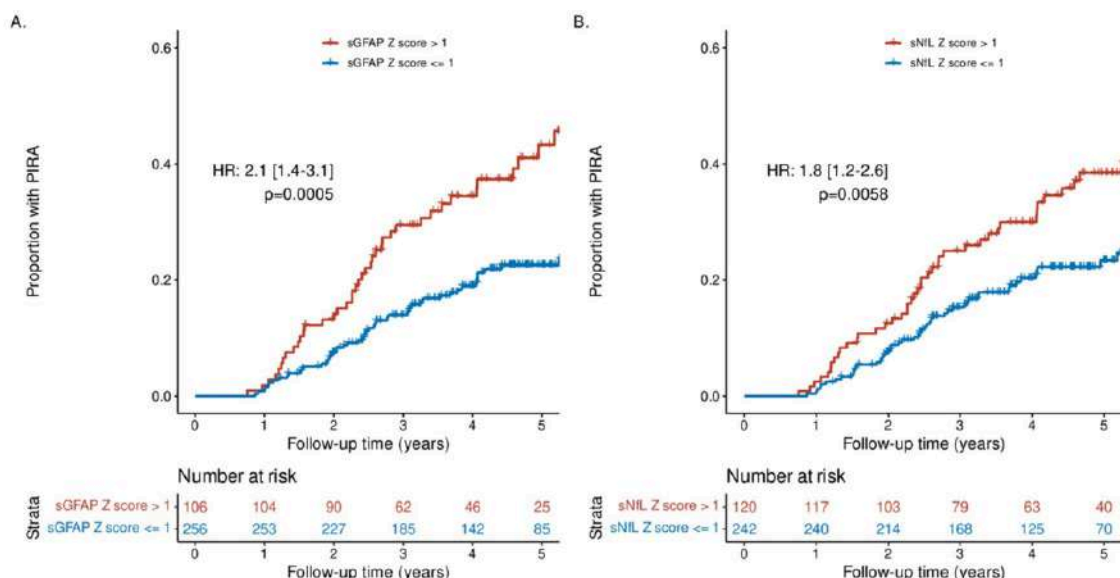 A.
0.6
0.4
0.2
0.0
Proportion with PIRA
sGFAP Z score > 1
sGFAP Z score <= 1
HR: 2.1 [1.4-3.1]
p=0.0005
0 1 2 3 4 5
Follow-up time (years)
Number at risk
Strata
sGFAP Z score > 1 106 104 90 62 46 25
sGFAP Z score <= 1 256 253 227 185 142 85
0 1 2 3 4 5
Follow-up time (years)
B.
0.6
0.4
0.2
0.0
Proportion with PIRA
sNfL Z score > 1
sNfL Z score <= 1
HR: 1.8 [1.2-2.6]
p=0.0058
0 1 2 3 4 5
Follow-up time (years)
Number at risk
Strata
sNfL Z score > 1 120 117 103 79 63 40
sNfL Z score <= 1 242 240 214 168 125 70
0 1 2 3 4 5
Follow-up time (years)